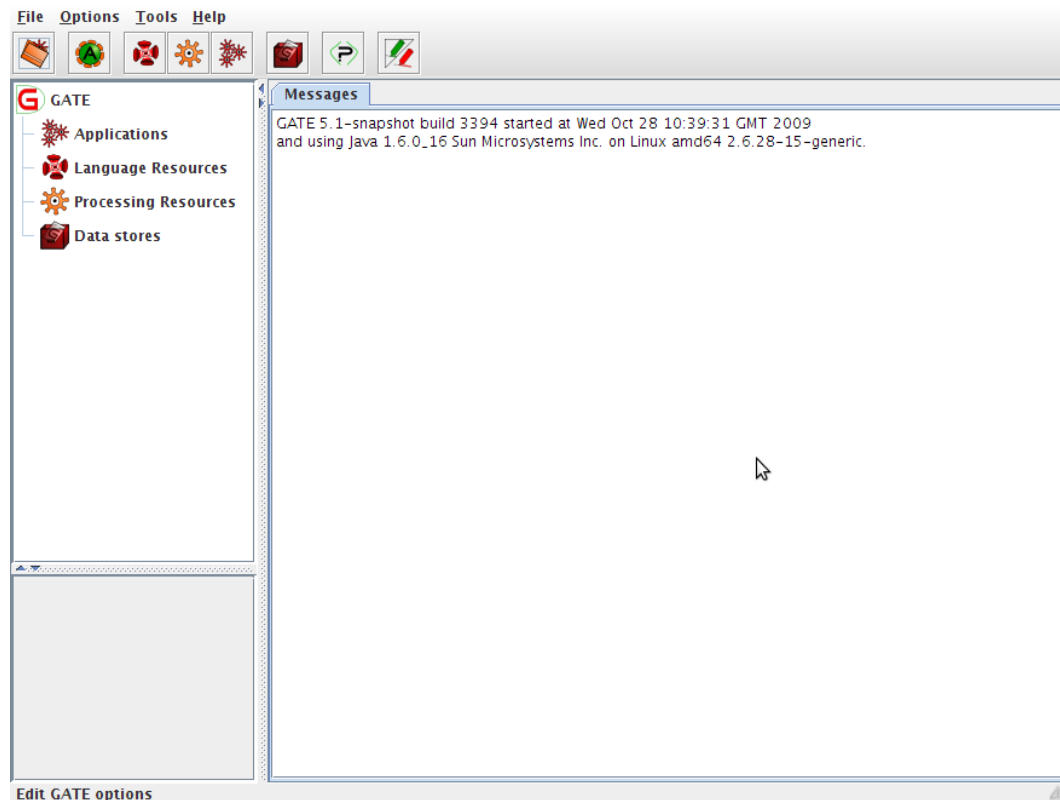 File Options Tools Help
GATE
Applications
Language Resources
Processing Resources
Data stores
Messages
GATE 5.1-snapshot build 3394 started at Wed Oct 28 10:39:31 GMT 2009
and using Java 1.6.0_16 Sun Microsystems Inc. on Linux amd64 2.6.28-15-generic.
Edit GATE options